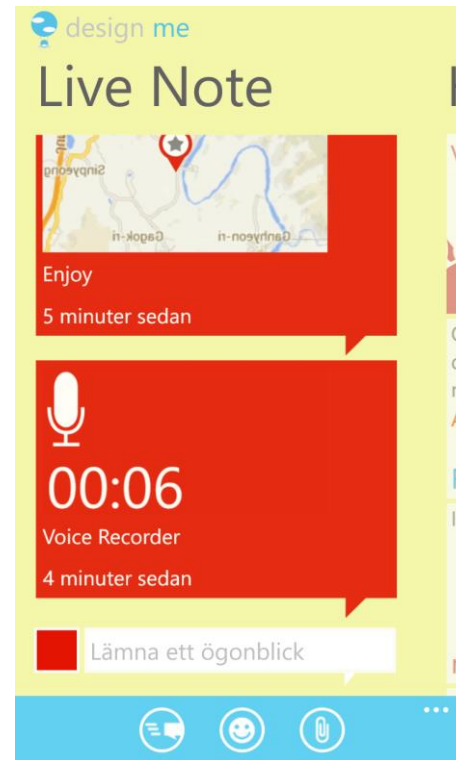 design me
Live Note
Sinpyeong
Gagok-ri
Ganhyeon-ri
Enjoy
5 minuter sedan
00:06
Voice Recorder
4 minuter sedan
Lämna ett ögonblick